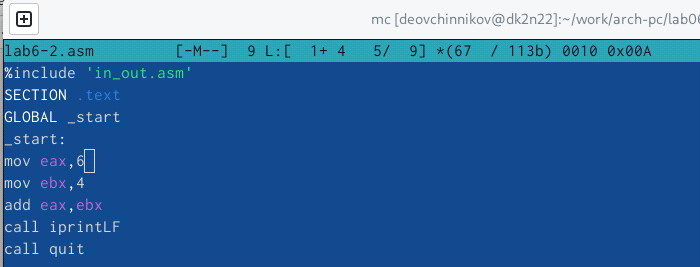 mc [deovchinnikov@dk2n22]:~/work/arch-pc/lab0
lab6-2.asm [-M--] 9 L:[ 1+ 4 5/ 9] *(67 / 113b) 0010 0x00A
%include 'in_out.asm'
SECTION .text
GLOBAL _start
_start:
mov eax,6
mov ebx,4
add eax,ebx
call iprintLF
call quit